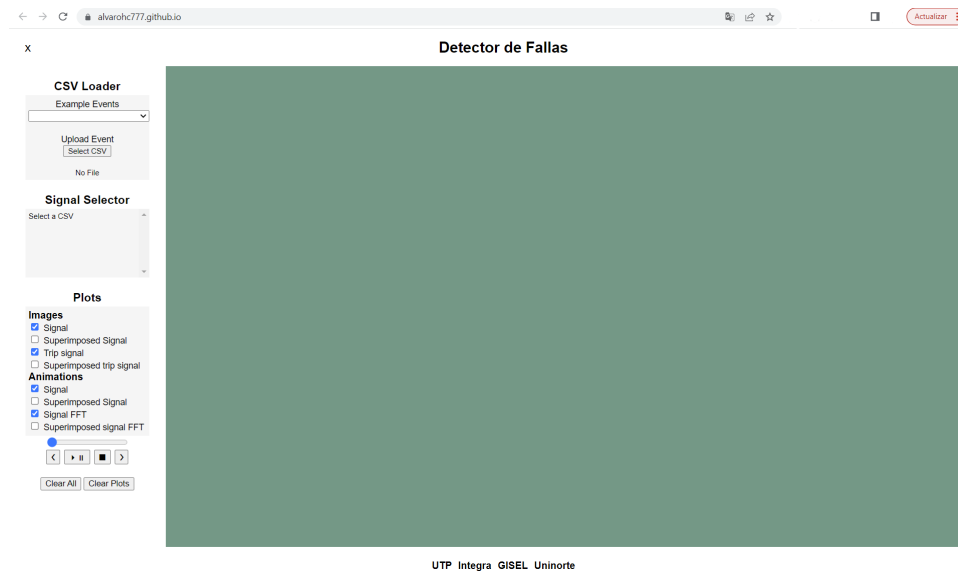 alvarohc777.github.io
Actualizar
x
Detector de Fallas
CSV Loader
Example Events
Upload Event
Select CSV
No File
Signal Selector
Select a CSV
Plots
Images
Signal
Superimposed Signal
Trip signal
Superimposed trip signal
Animations
Signal
Superimposed Signal
Signal FFT
Superimposed signal FFT
Clear All Clear Plots
UTP Integra GISEL Uninorte